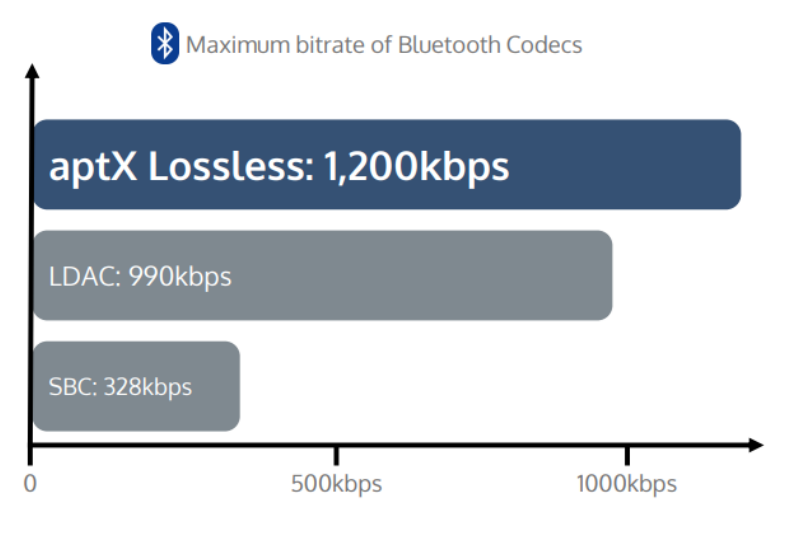 Maximum bitrate of Bluetooth Codecs
aptX Lossless: 1,200kbps
LDAC: 990kbps
SBC: 328kbps
0 500kbps 1000kbps